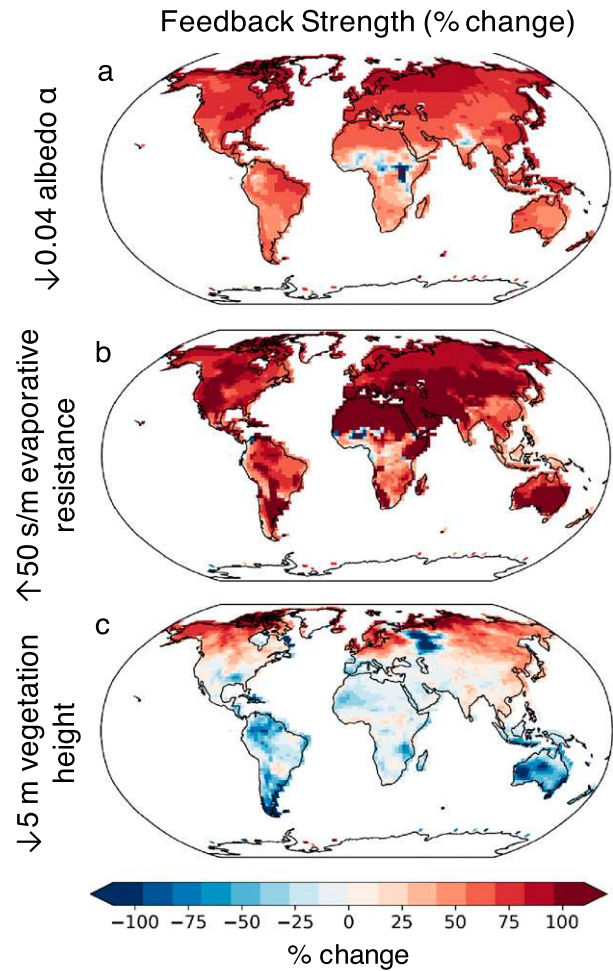 Feedback Strength (% change)
a
↓0.04 albedo α
b
↑50 s/m evaporative
resistance
c
↓5 m vegetation
height
−100 −75 −50 −25 0 25 50 75 100
% change